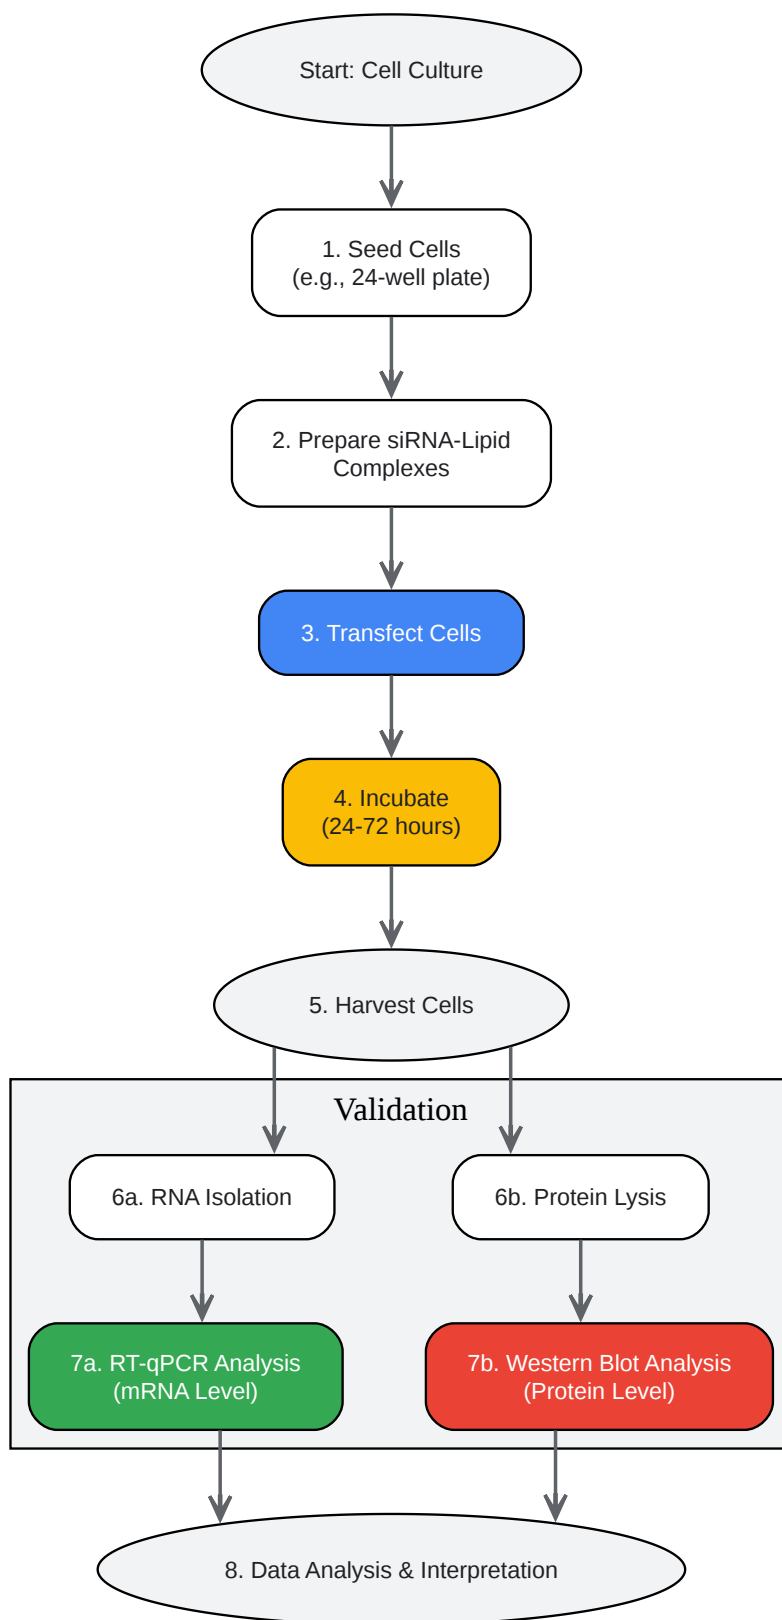 Start: Cell Culture
1. Seed Cells
(e.g., 24-well plate)
2. Prepare siRNA-Lipid
Complexes
3. Transfect Cells
4. Incubate
(24-72 hours)
5. Harvest Cells
Validation
6a. RNA Isolation
6b. Protein Lysis
7a. RT-qPCR Analysis
(mRNA Level)
7b. Western Blot Analysis
(Protein Level)
8. Data Analysis & Interpretation